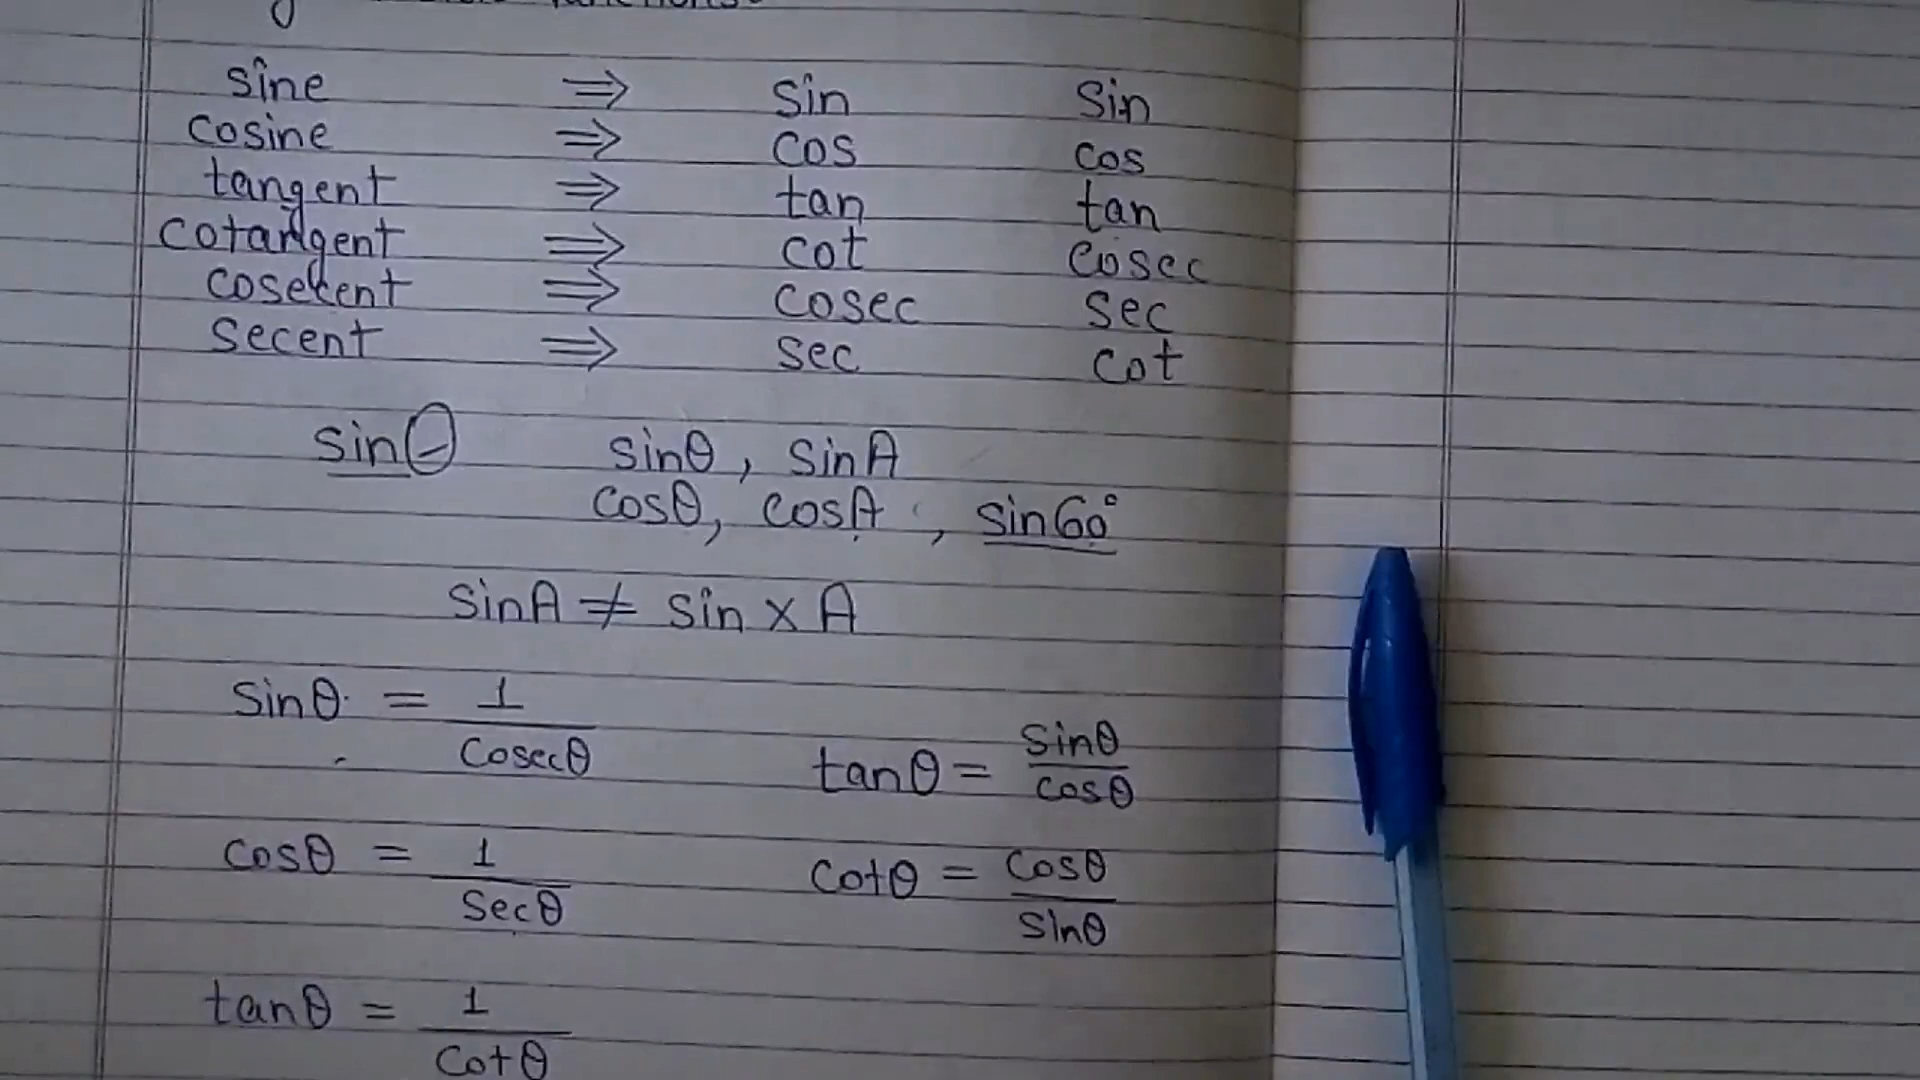 functions.
sine ⇒ sin sin
cosine ⇒ cos cos
tangent ⇒ tan tan
cotangent ⇒ cot cosec
cosecent ⇒ cosec sec
secent ⇒ sec cot
sinθ sinθ, sinA
cosθ, cosA, sin60°
sinA ≠ sin × A
sinθ = 1/cosecθ
tanθ = sinθ/cosθ
cosθ = 1/secθ
cotθ = cosθ/sinθ
tanθ = 1/cotθ